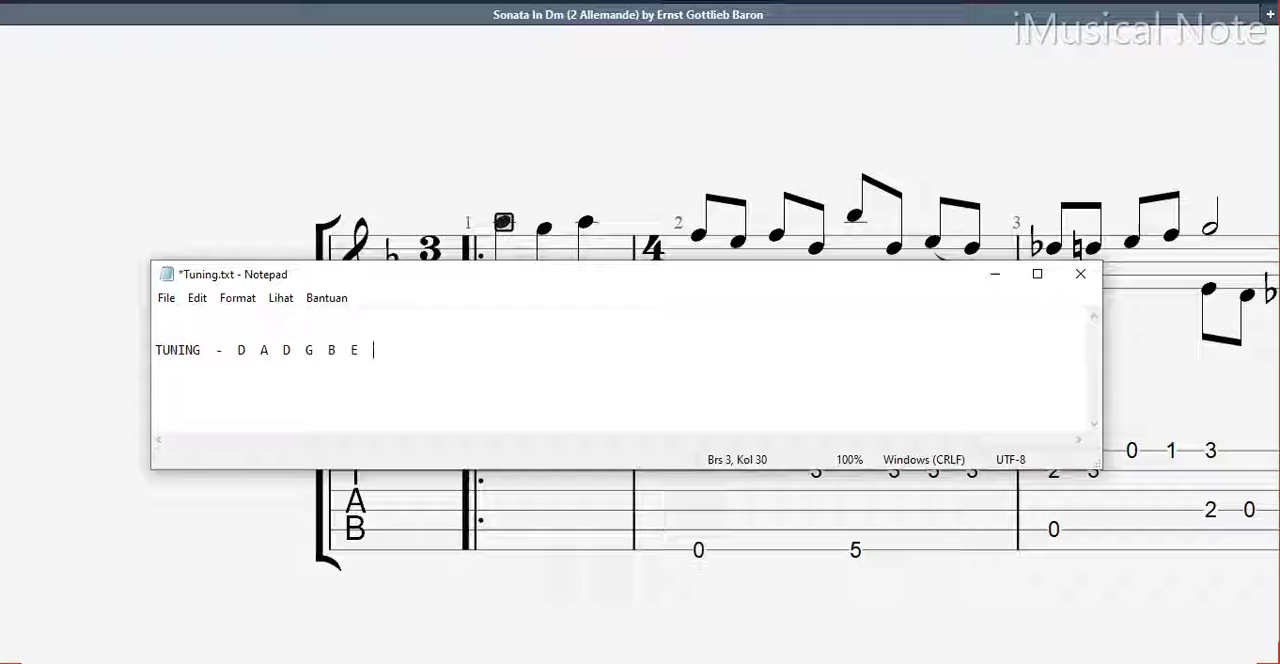 Sonata In Dm (2 Allemande) by Ernst Gottlieb Baron
+
iMusical Note
1
2
3
3
4
*Tuning.txt - Notepad
File Edit Format Lihat Bantuan
TUNING - D A D G B E
0 1 3
Brs 3, Kol 30 100% Windows (CRLF) UTF-8
3 3 3 3 2 3
T
A
B
2 0
0
0 5